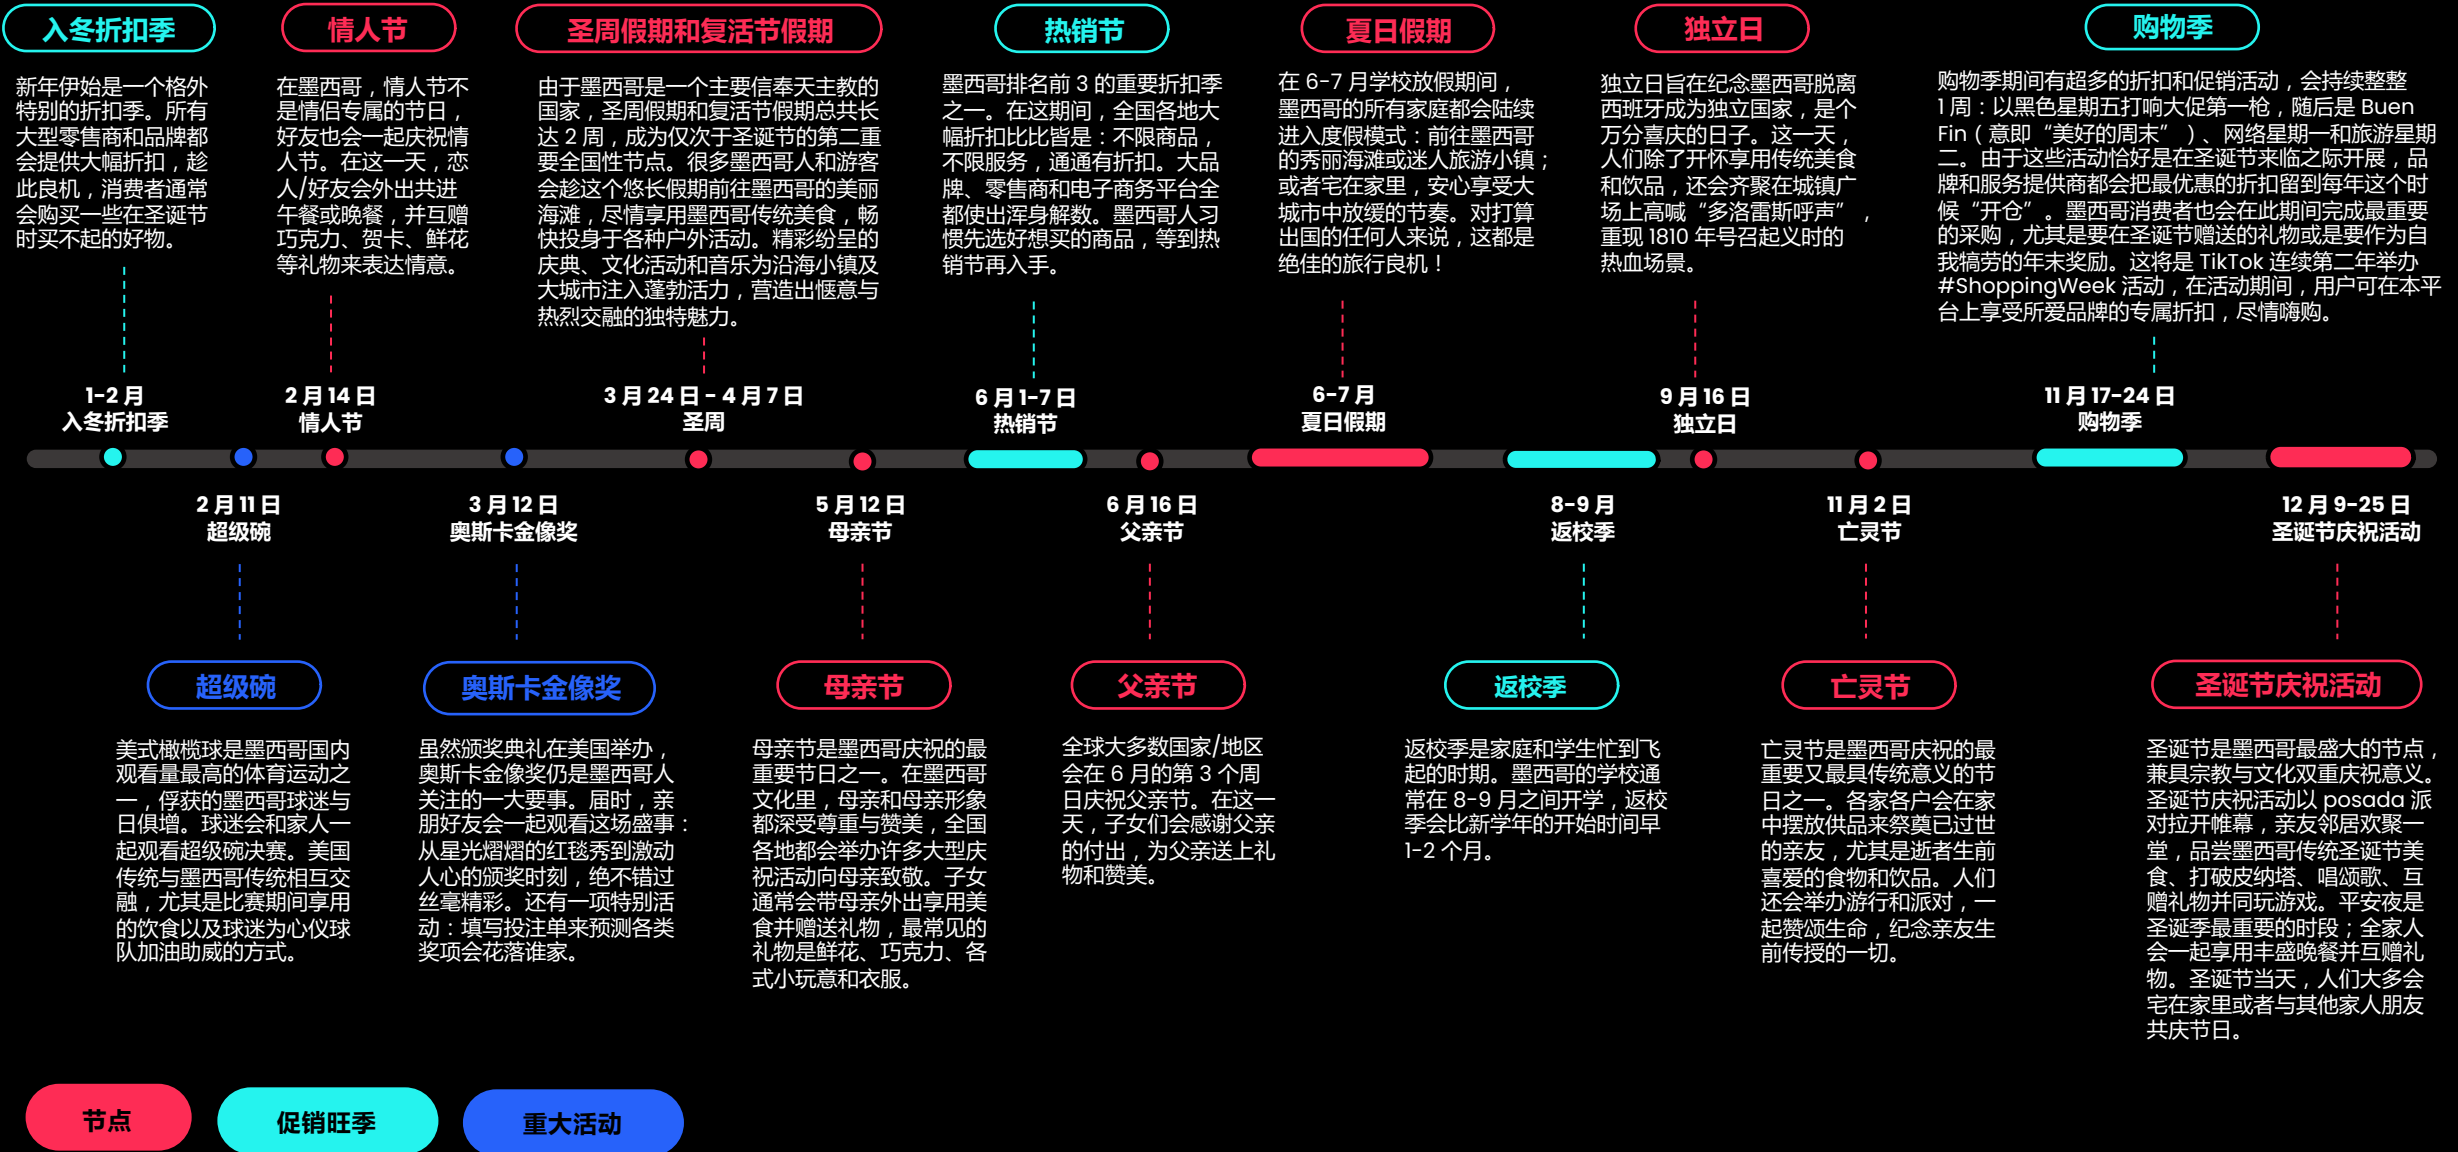 入冬折扣季
新年伊始是一个格外
特别的折扣季。所有
大型零售商和品牌都
会提供大幅折扣，趁
此良机，消费者通常
会购买一些在圣诞节
时买不起的好物。
1-2 月
入冬折扣季
情人节
在墨西哥，情人节不
是情侣专属的节日，
好友也会一起庆祝情
人节。在这一天，恋
人/好友会外出共进
午餐或晚餐，并互赠
巧克力、贺卡、鲜花
等礼物来表达情意。
2 月 14 日
情人节
圣周假期和复活节假期
由于墨西哥是一个主要信奉天主教的
国家，圣周假期和复活节假期总共长
达 2 周，成为仅次于圣诞节的第二重
要全国性节点。很多墨西哥人和游客
会趁这个悠长假期前往墨西哥的美丽
海滩，尽情享用墨西哥传统美食，畅
快投身于各种户外活动。精彩纷呈的
庆典、文化活动和音乐为沿海小镇及
大城市注入蓬勃活力，营造出惬意与
热烈交融的独特魅力。
3 月 24 日 - 4 月 7 日
圣周
热销节
墨西哥排名前 3 的重要折扣季
之一。在这期间，全国各地大
幅折扣比比皆是：不限商品，
不限服务，通通有折扣。大品
牌、零售商和电子商务平台全
都使出浑身解数。墨西哥人习
惯先选好想买的商品，等到热
销节再入手。
6 月 1-7 日
热销节
夏日假期
在 6-7 月学校放假期间，
墨西哥的所有家庭都会陆续
进入度假模式：前往墨西哥
的秀丽海滩或迷人旅游小镇；
或者宅在家里，安心享受大
城市中放缓的节奏。对打算
出国的任何人来说，这都是
绝佳的旅行良机！
6-7 月
夏日假期
独立日
独立日旨在纪念墨西哥脱离
西班牙成为独立国家，是个
万分喜庆的日子。这一天，
人们除了开怀享用传统美食
和饮品，还会齐聚在城镇广
场上高喊“多洛雷斯呼声”，
重现 1810 年号召起义时的
热血场景。
9 月 16 日
独立日
购物季
购物季期间有超多的折扣和促销活动，会持续整整
1 周：以黑色星期五打响大促第一枪，随后是 Buen
Fin（意即“美好的周末”）、网络星期一和旅游星期
二。由于这些活动恰好是在圣诞节来临之际开展，品
牌和服务提供商都会把最优惠的折扣留到每年这个时
候“开仓”。墨西哥消费者也会在此期间完成最重要
的采购，尤其是要在圣诞节赠送的礼物或是要作为自
我犒劳的年末奖励。这将是 TikTok 连续第二年举办
#ShoppingWeek 活动，在活动期间，用户可在本平
台上享受所爱品牌的专属折扣，尽情嗨购。
11 月 17-24 日
购物季
2 月 11 日
超级碗
超级碗
美式橄榄球是墨西哥国内
观看量最高的体育运动之
一，俘获的墨西哥球迷与
日俱增。球迷会和家人一
起观看超级碗决赛。美国
传统与墨西哥传统相互交
融，尤其是比赛期间享用
的饮食以及球迷为心仪球
队加油助威的方式。
3 月 12 日
奥斯卡金像奖
奥斯卡金像奖
虽然颁奖典礼在美国举办，
奥斯卡金像奖仍是墨西哥人
关注的一大要事。届时，亲
朋好友会一起观看这场盛事：
从星光熠熠的红毯秀到激动
人心的颁奖时刻，绝不错过
丝毫精彩。还有一项特别活
动：填写投注单来预测各类
奖项会花落谁家。
5 月 12 日
母亲节
母亲节
母亲节是墨西哥庆祝的最
重要节日之一。在墨西哥
文化里，母亲和母亲形象
都深受尊重与赞美，全国
各地都会举办许多大型庆
祝活动向母亲致敬。子女
通常会带母亲外出享用美
食并赠送礼物，最常见的
礼物是鲜花、巧克力、各
式小玩意和衣服。
6 月 16 日
父亲节
父亲节
全球大多数国家/地区
会在 6 月的第 3 个周
日庆祝父亲节。在这一
天，子女们会感谢父亲
的付出，为父亲送上礼
物和赞美。
8-9 月
返校季
返校季
返校季是家庭和学生忙到飞
起的时期。墨西哥的学校通
常在 8-9 月之间开学，返校
季会比新学年的开始时间早
1-2 个月。
11 月 2 日
亡灵节
亡灵节
亡灵节是墨西哥庆祝的最
重要又最具传统意义的节
日之一。各家各户会在家
中摆放供品来祭奠已过世
的亲友，尤其是逝者生前
喜爱的食物和饮品。人们
还会举办游行和派对，一
起赞颂生命，纪念亲友生
前传授的一切。
12 月 9-25 日
圣诞节庆祝活动
圣诞节庆祝活动
圣诞节是墨西哥最盛大的节点，
兼具宗教与文化双重庆祝意义。
圣诞节庆祝活动以 posada 派
对拉开帷幕，亲友邻居欢聚一
堂，品尝墨西哥传统圣诞节美
食、打破皮纳塔、唱颂歌、互
赠礼物并同玩游戏。平安夜是
圣诞季最重要的时段；全家人
会一起享用丰盛晚餐并互赠礼
物。圣诞节当天，人们大多会
宅在家里或者与其他家人朋友
共庆节日。
节点
促销旺季
重大活动